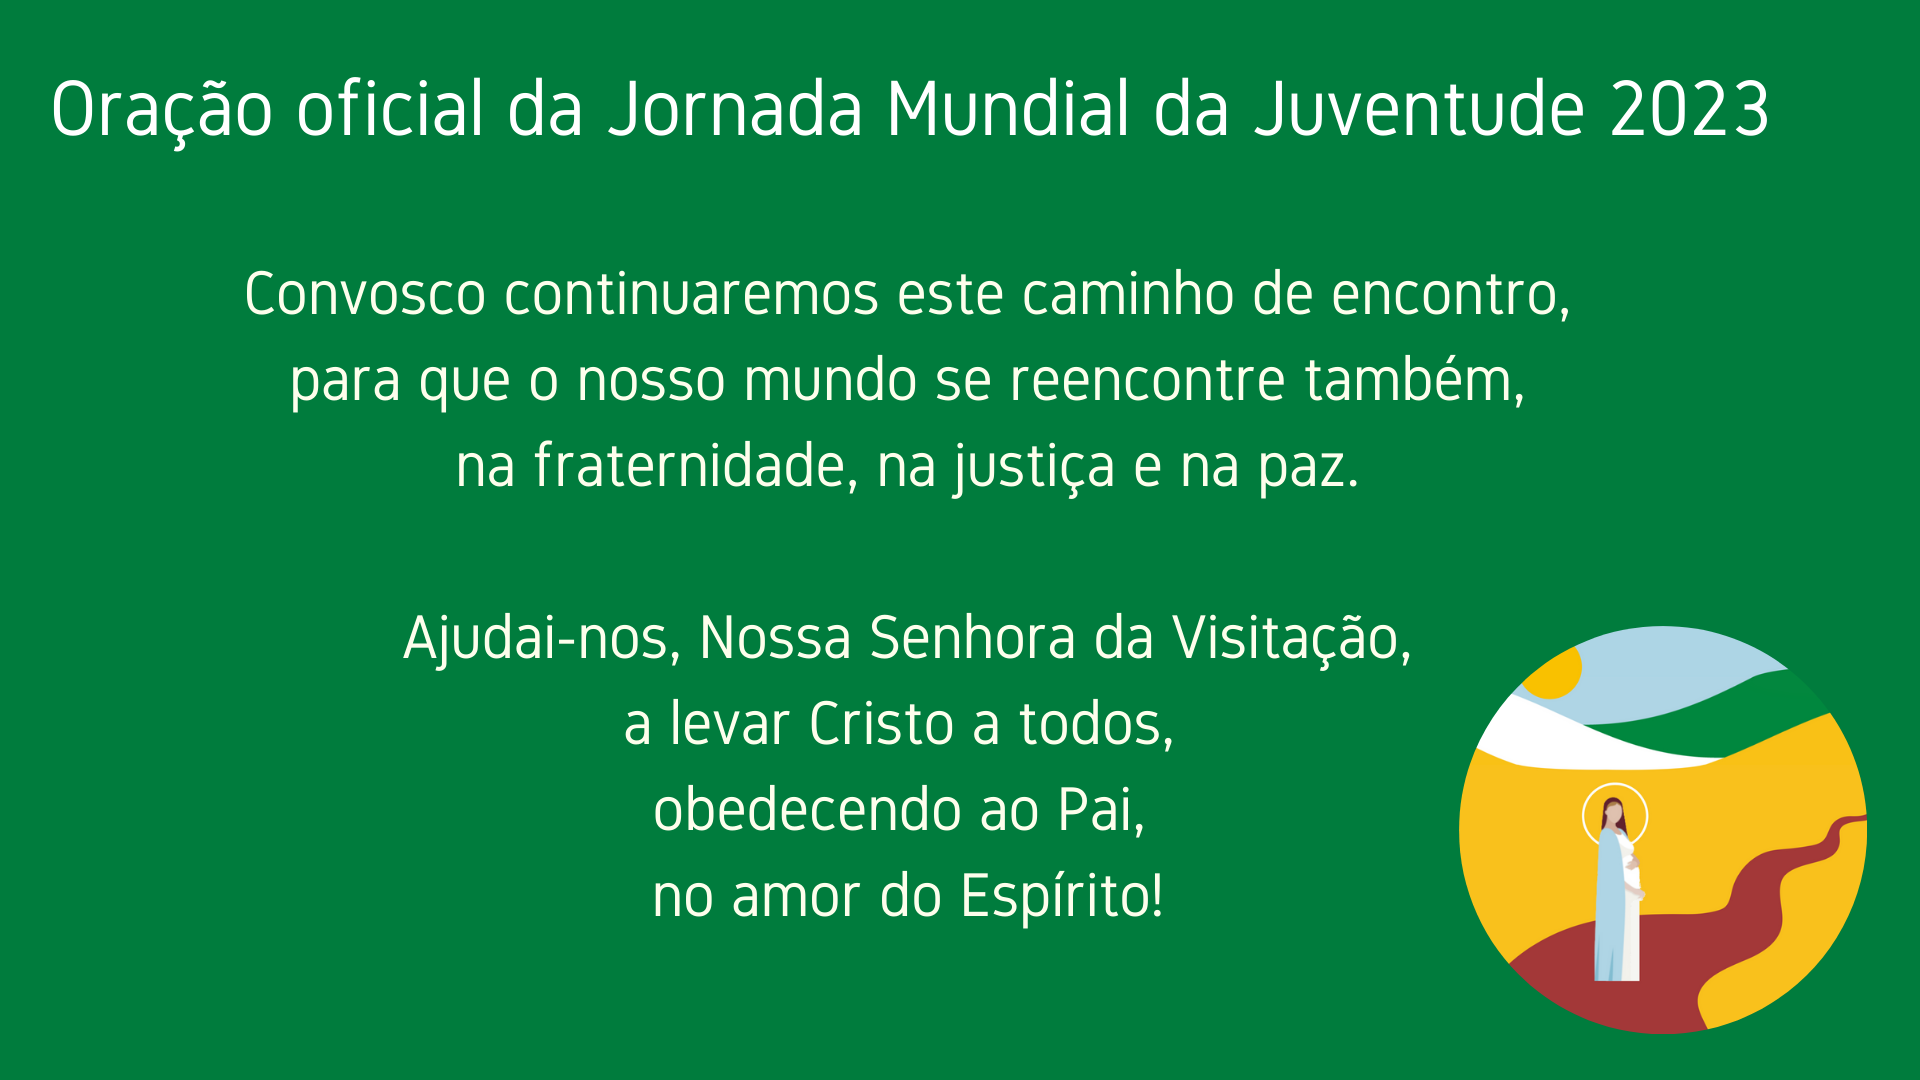 Oração oficial da Jornada Mundial da Juventude 2023
Convosco continuaremos este caminho de encontro,
para que o nosso mundo se reencontre também,
na fraternidade, na justiça e na paz.
Ajudai-nos, Nossa Senhora da Visitação,
a levar Cristo a todos,
obedecendo ao Pai,
no amor do Espírito!